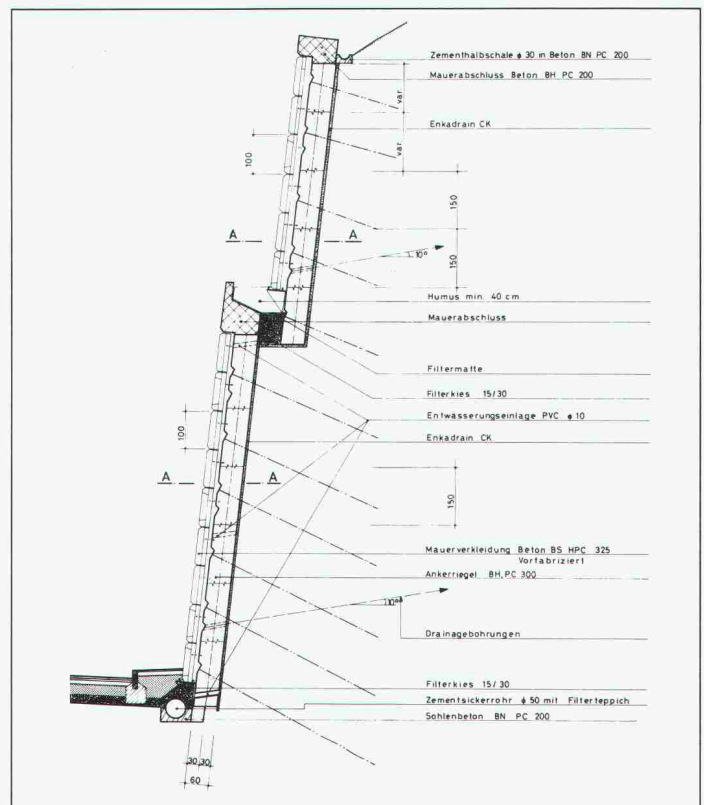 Zementhalbschale ϕ 30 in Beton BN PC 200
Mauerabschluss Beton BH PC 200
var.
Enkadrain CK
100
var.
150
A A
10°
150
Humus min. 40 cm
Mauerabschluss
Filtermatte
Filterkies 15/30
Entwässerungseinlage PVC ϕ 10
100
Enkadrain CK
A A
150
Mauerverkleidung Beton BS HPC 325
Vorfabriziert
Ankerriegel BH, PC 300
10°
Drainagebohrungen
Filterkies 15/30
Zementsickerrohr ϕ 50 mit Filterteppich
Sohlenbeton BN PC 200
30 30
60